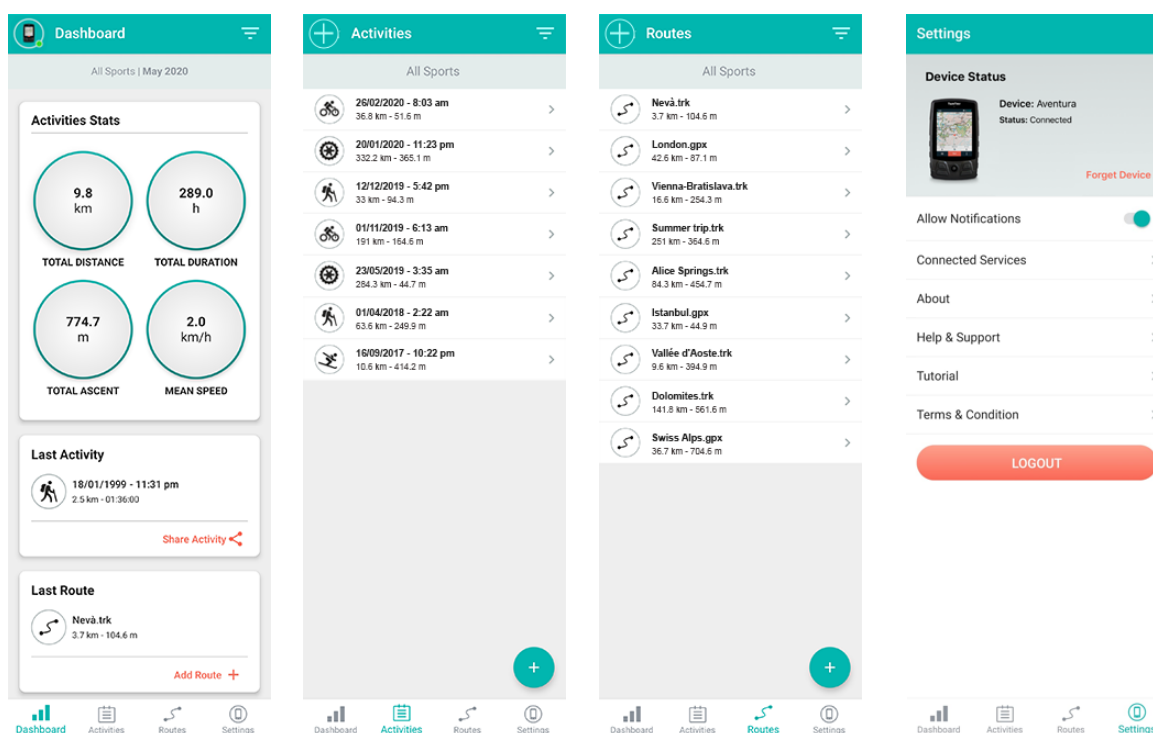 Dashboard
All Sports | May 2020
Activities Stats
9.8
km
289.0
h
TOTAL DISTANCE
TOTAL DURATION
774.7
m
2.0
km/h
TOTAL ASCENT
MEAN SPEED
Last Activity
18/01/1999 - 11:31 pm
2.5 km - 01:36:00
Share Activity
Last Route
Nevà.trk
3.7 km - 104.6 m
Add Route +
Dashboard
Activities
Routes
Settings
Activities
All Sports
26/02/2020 - 8:03 am
36.8 km - 51.6 m
20/01/2020 - 11:23 pm
332.2 km - 365.1 m
12/12/2019 - 5:42 pm
33 km - 94.3 m
01/11/2019 - 6:13 am
191 km - 164.6 m
23/05/2019 - 3:35 am
284.3 km - 44.7 m
01/04/2018 - 2:22 am
63.6 km - 249.9 m
16/09/2017 - 10:22 pm
10.6 km - 414.2 m
Dashboard
Activities
Routes
Settings
Routes
All Sports
Nevà.trk
3.7 km - 104.6 m
London.gpx
42.6 km - 87.1 m
Vienna-Bratislava.trk
16.6 km - 254.3 m
Summer trip.trk
251 km - 364.6 m
Alice Springs.trk
84.3 km - 454.7 m
Istanbul.gpx
33.7 km - 44.9 m
Vallée d'Aoste.trk
9.6 km - 394.9 m
Dolomites.trk
141.8 km - 561.6 m
Swiss Alps.gpx
36.7 km - 704.6 m
Dashboard
Activities
Routes
Settings
Settings
Device Status
Device: Aventura
Status: Connected
Forget Device
Allow Notifications
Connected Services
About
Help & Support
Tutorial
Terms & Condition
LOGOUT
Dashboard
Activities
Routes
Settings